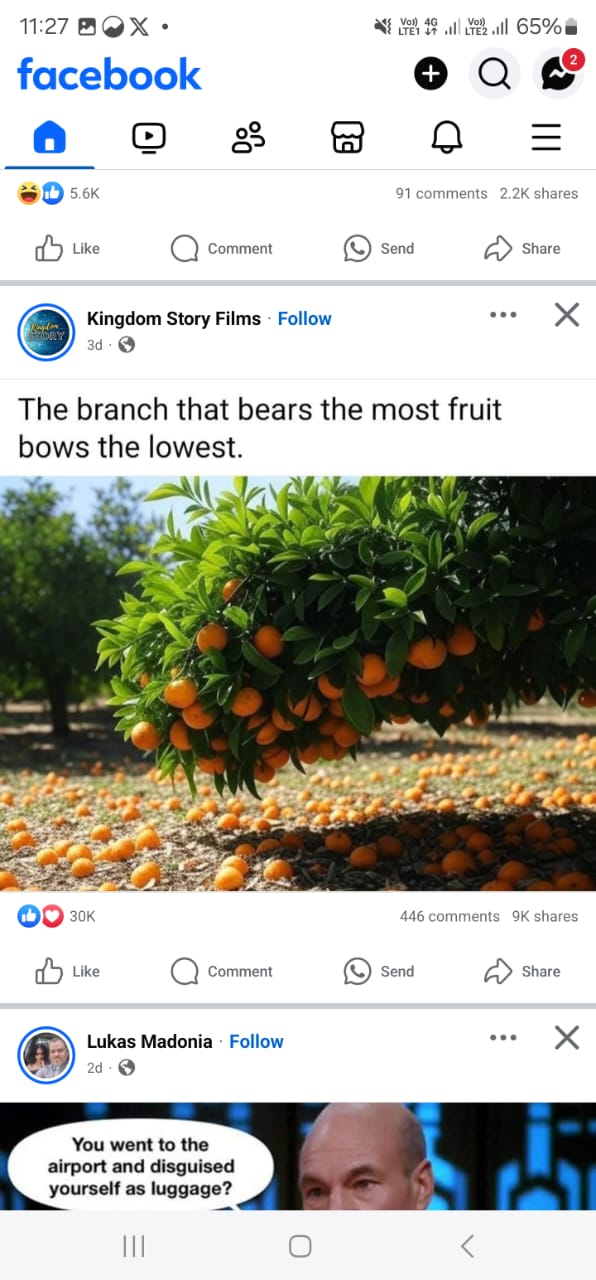 11:27
Vo)) LTE1 4G Vo)) LTE2 65%
facebook
2
5.6K 91 comments 2.2K shares
Like Comment Send Share
Kingdom Story Films · Follow
3d ·
The branch that bears the most fruit
bows the lowest.
30K 446 comments 9K shares
Like Comment Send Share
Lukas Madonia · Follow
2d ·
You went to the
airport and disguised
yourself as luggage?